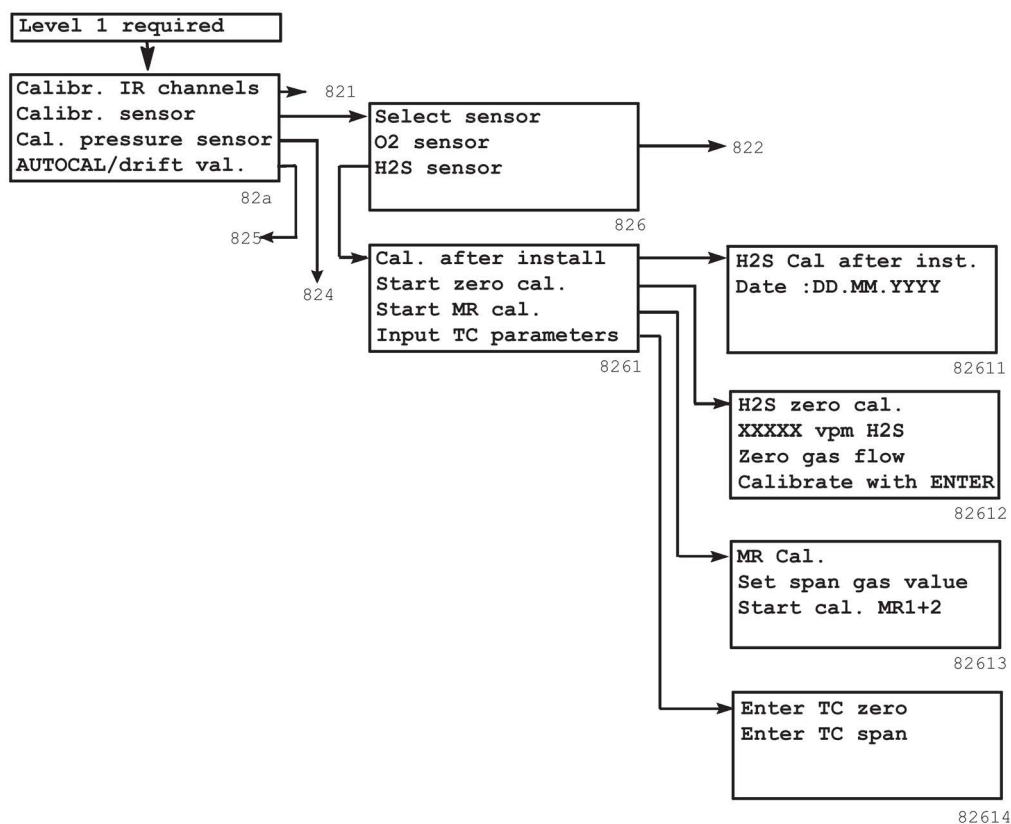 Level 1 required
Calibr. IR channels
Calibr. sensor
Cal. pressure sensor
AUTOCAL/drift val.
82a
821
825
824
Select sensor
O2 sensor
H2S sensor
826
822
Cal. after install
Start zero cal.
Start MR cal.
Input TC parameters
8261
H2S Cal after inst.
Date :DD.MM.YYYY
82611
H2S zero cal.
XXXXX vpm H2S
Zero gas flow
Calibrate with ENTER
82612
MR Cal.
Set span gas value
Start cal. MR1+2
82613
Enter TC zero
Enter TC span
82614